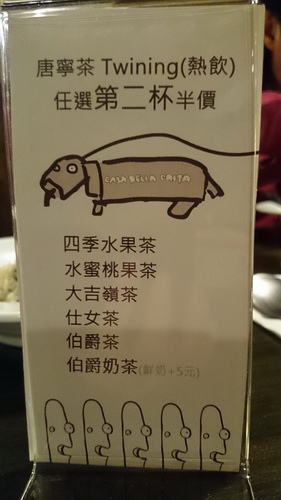 唐寧茶 Twining(熱飲)
任選第二杯半價
CASA BELLA CAETA
四季水果茶
水蜜桃果茶
大吉嶺茶
仕女茶
伯爵茶
伯爵奶茶(鮮奶+5元)